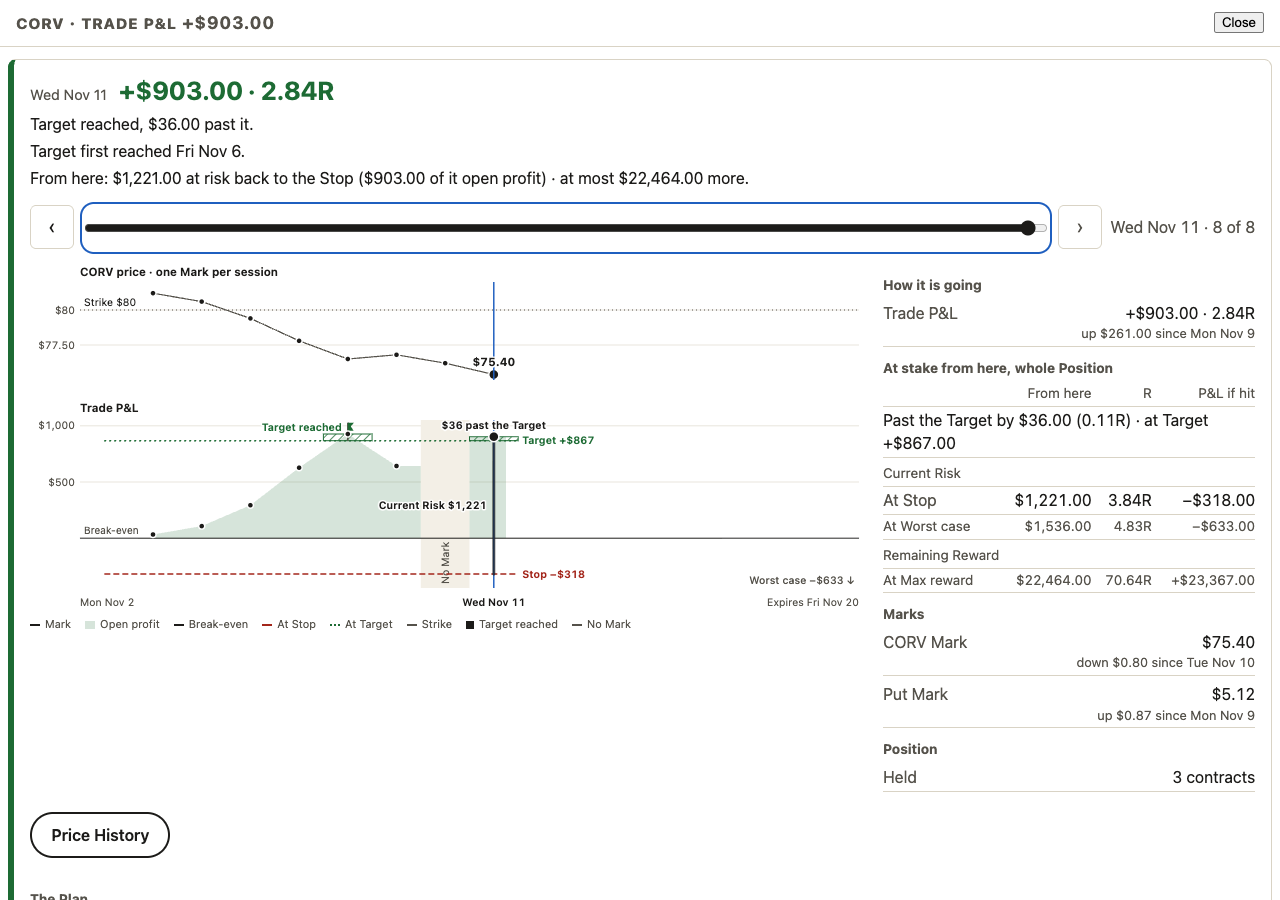 CORV · TRADE P&L +$903.00
Close
Wed Nov 11 +$903.00 · 2.84R
Target reached, $36.00 past it.
Target first reached Fri Nov 6.
From here: $1,221.00 at risk back to the Stop ($903.00 of it open profit) · at most $22,464.00 more.
‹
›
Wed Nov 11 · 8 of 8
CORV price · one Mark per session
Strike $80
$80
$77.50
$75.40
Trade P&L
$1,000
Target reached
$36 past the Target
Target +$867
$500
Current Risk $1,221
Break-even
No Mark
Stop −$318
Worst case −$633 ↓
Mon Nov 2
Wed Nov 11
Expires Fri Nov 20
Mark
Open profit
Break-even
At Stop
At Target
Strike
Target reached
No Mark
How it is going
Trade P&L +$903.00 · 2.84R
up $261.00 since Mon Nov 9
At stake from here, whole Position
From here R P&L if hit
Past the Target by $36.00 (0.11R) · at Target
+$867.00
Current Risk
At Stop $1,221.00 3.84R −$318.00
At Worst case $1,536.00 4.83R −$633.00
Remaining Reward
At Max reward $22,464.00 70.64R +$23,367.00
Marks
CORV Mark $75.40
down $0.80 since Tue Nov 10
Put Mark $5.12
up $0.87 since Mon Nov 9
Position
Held 3 contracts
Price History
The Plan